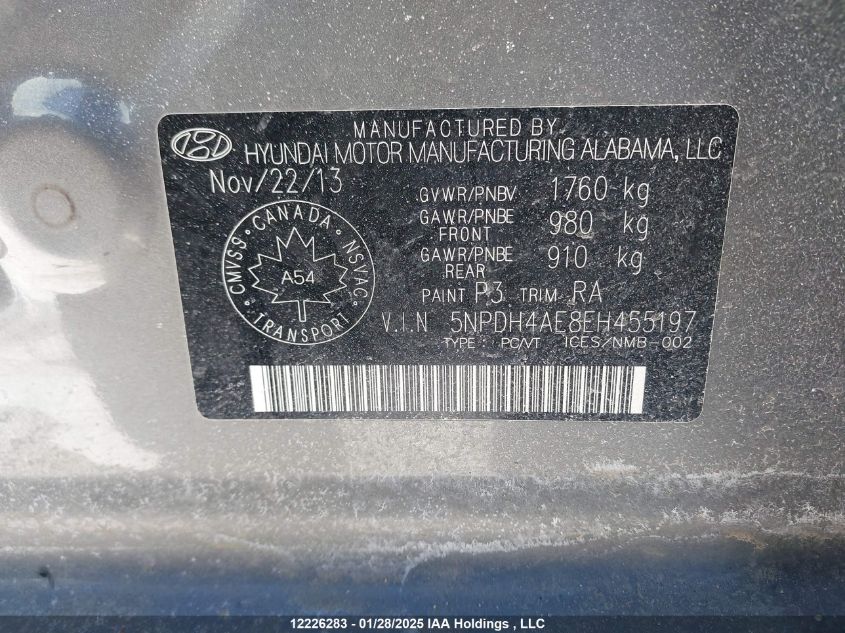 MANUFACTURED BY
HYUNDAI MOTOR MANUFACTURING ALABAMA, LLC
Nov/22/13
GVWR/PNBV 1760 kg
GAWR/PNBE FRONT 980 kg
GAWR/PNBE REAR 910 kg
PAINT P3 TRIM RA
CANADA
CMVSS NSVAC
A54
TRANSPORT
V.I.N 5NPDH4AE8EH455197
TYPE : PC/VT ICES/NMB-002
12226283 - 01/28/2025 IAA Holdings , LLC